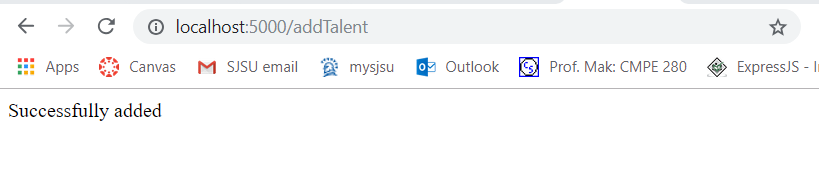 localhost:5000/addTalent
Apps Canvas SJSU email mysjsu Outlook Prof. Mak: CMPE 280 ExpressJS - I
Successfully added